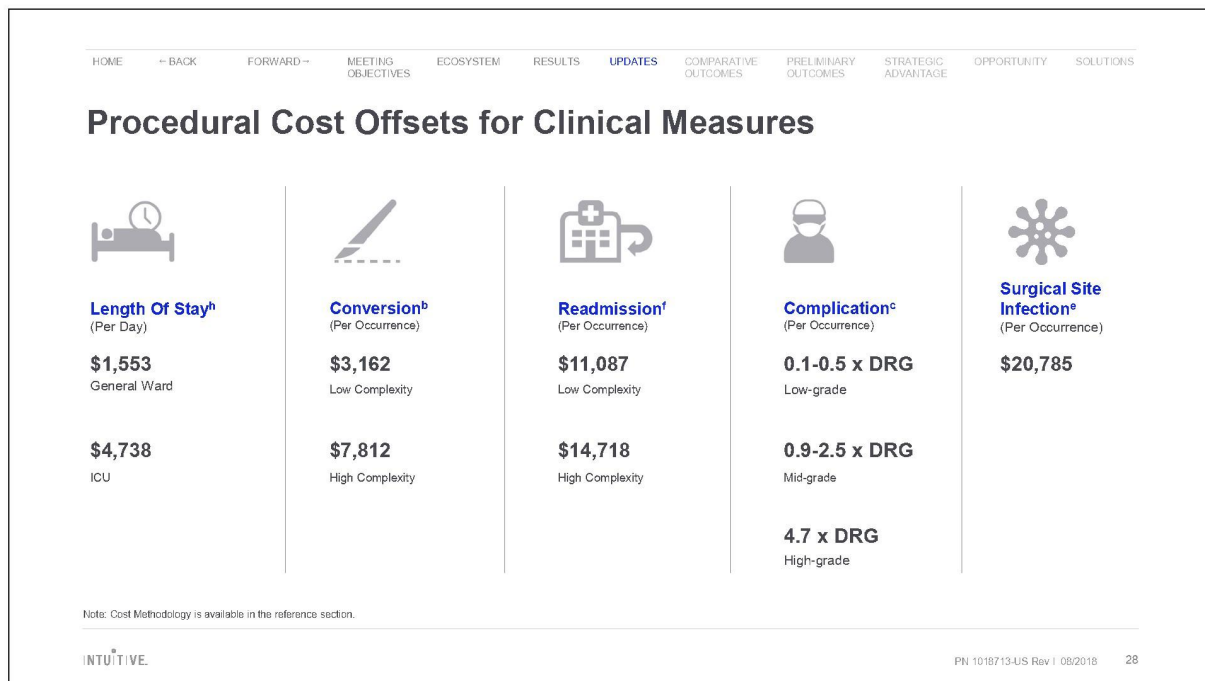 HOME ←BACK FORWARD→ MEETING OBJECTIVES ECOSYSTEM RESULTS UPDATES COMPARATIVE OUTCOMES PRELIMINARY OUTCOMES STRATEGIC ADVANTAGE OPPORTUNITY SOLUTIONS
Procedural Cost Offsets for Clinical Measures
Length Of Stayʰ
(Per Day)
$1,553
General Ward
$4,738
ICU
Conversionᵇ
(Per Occurrence)
$3,162
Low Complexity
$7,812
High Complexity
Readmissionᶠ
(Per Occurrence)
$11,087
Low Complexity
$14,718
High Complexity
Complicationᶜ
(Per Occurrence)
0.1-0.5 x DRG
Low-grade
0.9-2.5 x DRG
Mid-grade
4.7 x DRG
High-grade
Surgical Site
Infectionᵉ
(Per Occurrence)
$20,785
Note: Cost Methodology is available in the reference section.
INTUITIVE.
PN 1018713-US Rev I 08/2018 28